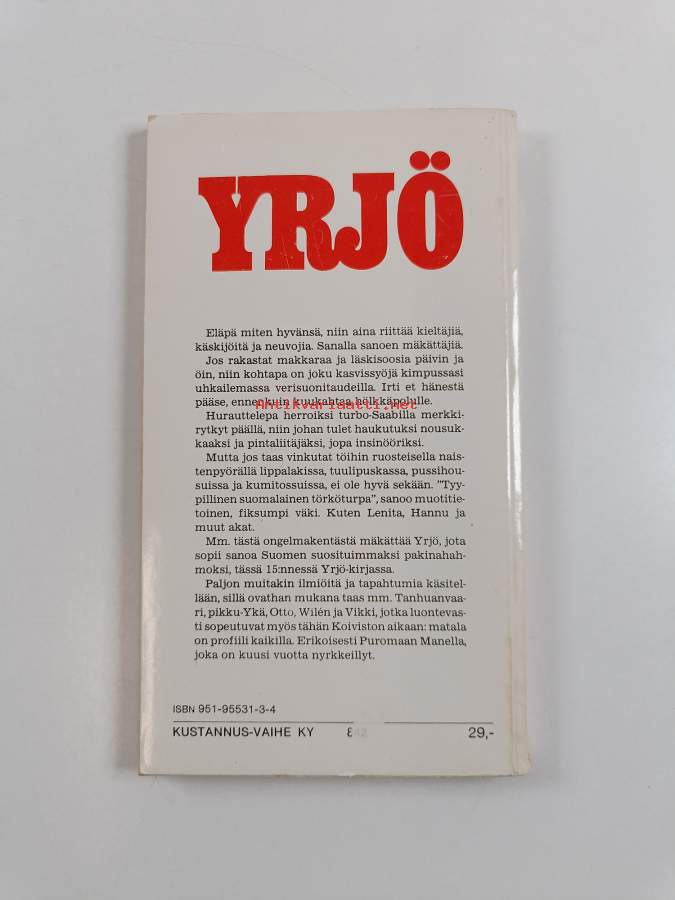 YRJÖ
Eläpä miten hyvänsä, niin aina riittää kieltäjiä,
käskijöitä ja neuvojia. Sanalla sanoen mäkättäjiä.
Jos rakastat makkaraa ja läskisoosia päivin ja
öin, niin kohtapa on joku kasvissyöjä kimpussasi
uhkailemassa verisuonitaudeilla. Irti et hänestä
pääse, ennenkuin kuukahtaa hölkkäpolulle.
Antikvariaatti.net
Hurauttelepa herroiksi turbo-Saabilla merkki-
rytkyt päällä, niin johan tulet haukutuksi nousuk-
kaaksi ja pintaliitäjäksi, jopa insinööriksi.
Mutta jos taas vinkutat töihin ruosteisella nais-
tenpyörällä lippalakissa, tuulipuskassa, pussihou-
suissa ja kumitossuissa, ei ole hyvä sekään. "Tyy-
pillinen suomalainen törköturpa", sanoo muotitie-
toinen, fiksumpi väki. Kuten Lenita, Hannu ja
muut akat.
Mm. tästä ongelmakentästä mäkättää Yrjö, jota
sopii sanoa Suomen suosituimmaksi pakinahah-
moksi, tässä 15:nnessä Yrjö-kirjassa.
Paljon muitakin ilmiöitä ja tapahtumia käsitel-
lään, sillä ovathan mukana taas mm. Tanhuanvaa-
ri, pikku-Ykä, Otto, Wilén ja Vikki, jotka luontevas-
ti sopeutuvat myös tähän Koiviston aikaan: matala
on profiili kaikilla. Erikoisesti Puromaan Manella,
joka on kuusi vuotta nyrkkeillyt.
ISBN 951-95531-3-4
KUSTANNUS-VAIHE KY 29,-